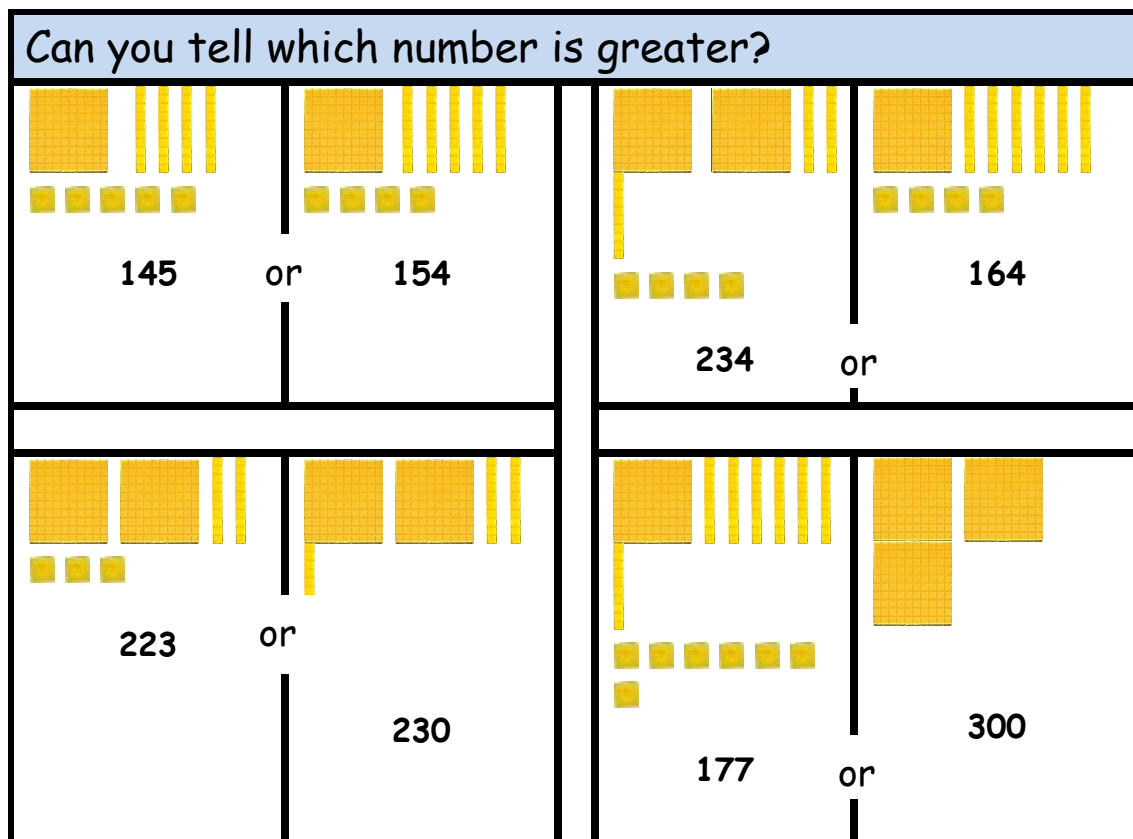 Can you tell which number is greater?
145 or 154
234 or 164
223 or 230
177 or 300